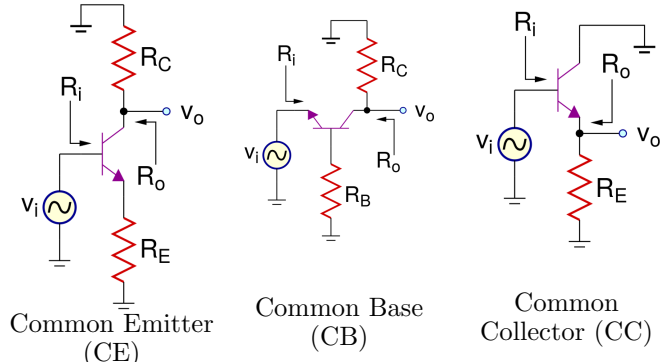 R_C
R_i
v_o
R_o
v_i
R_E
Common Emitter
(CE)
R_i
R_C
v_o
v_i
R_o
R_B
Common Base
(CB)
R_i
R_o
v_o
v_i
R_E
Common
Collector (CC)